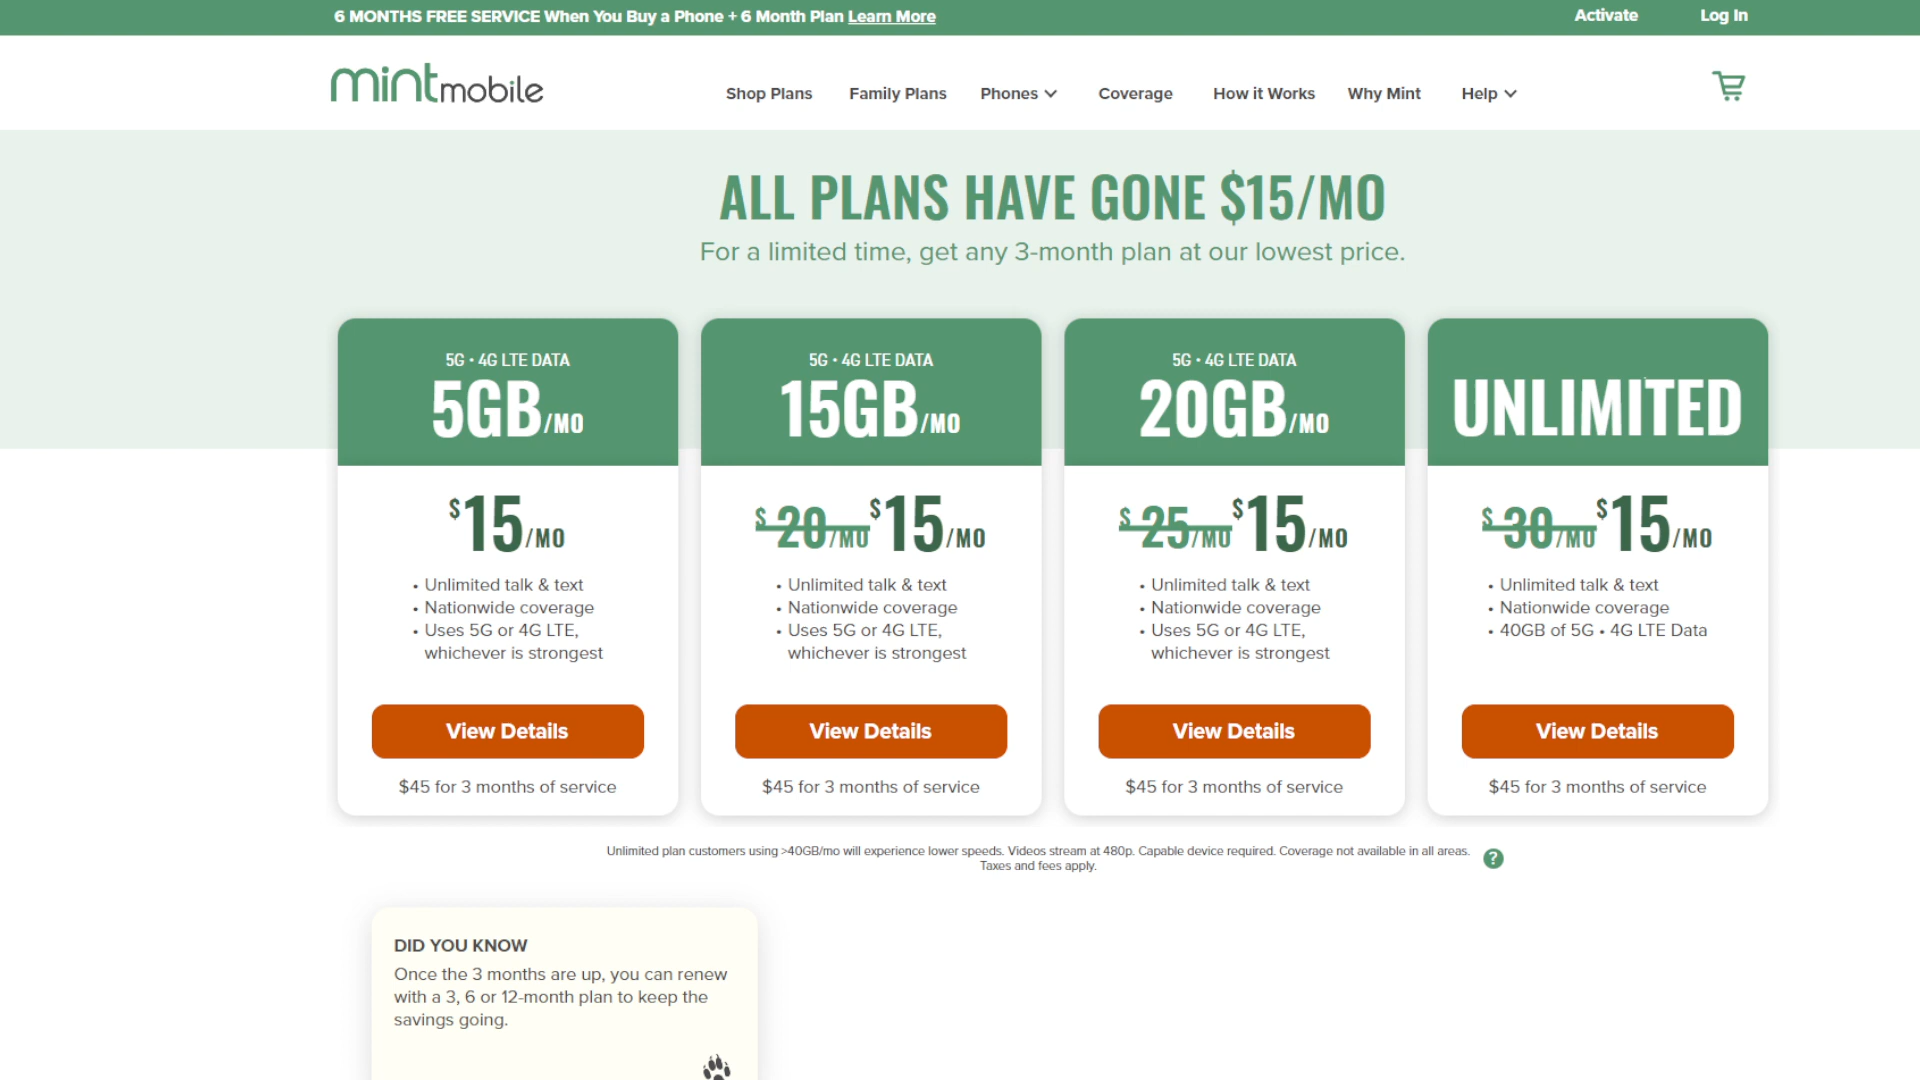 6 MONTHS FREE SERVICE When You Buy a Phone + 6 Month Plan Learn More
Activate
Log In
mintmobile
Shop Plans
Family Plans
Phones
Coverage
How it Works
Why Mint
Help
ALL PLANS HAVE GONE $15/MO
For a limited time, get any 3-month plan at our lowest price.
5G • 4G LTE DATA
5GB/MO
$15/MO
• Unlimited talk & text
• Nationwide coverage
• Uses 5G or 4G LTE,
whichever is strongest
View Details
$45 for 3 months of service
5G • 4G LTE DATA
15GB/MO
$20/MO $15/MO
• Unlimited talk & text
• Nationwide coverage
• Uses 5G or 4G LTE,
whichever is strongest
View Details
$45 for 3 months of service
5G • 4G LTE DATA
20GB/MO
$25/MO $15/MO
• Unlimited talk & text
• Nationwide coverage
• Uses 5G or 4G LTE,
whichever is strongest
View Details
$45 for 3 months of service
UNLIMITED
$30/MO $15/MO
• Unlimited talk & text
• Nationwide coverage
• 40GB of 5G • 4G LTE Data
View Details
$45 for 3 months of service
Unlimited plan customers using >40GB/mo will experience lower speeds. Videos stream at 480p. Capable device required. Coverage not available in all areas.
Taxes and fees apply.
?
DID YOU KNOW
Once the 3 months are up, you can renew
with a 3, 6 or 12-month plan to keep the
savings going.